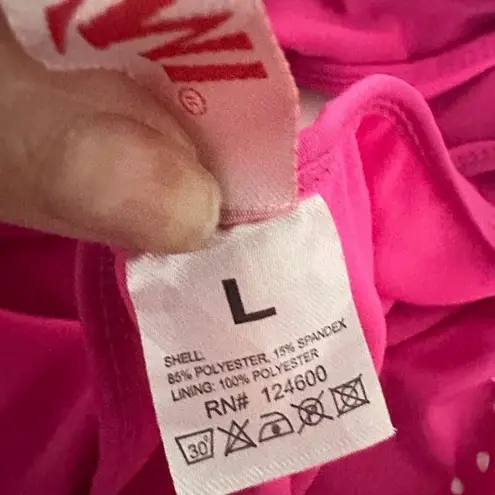 ®
L
SHELL:
85% POLYESTER, 15% SPANDEX
LINING: 100% POLYESTER
RN# 124600
30°